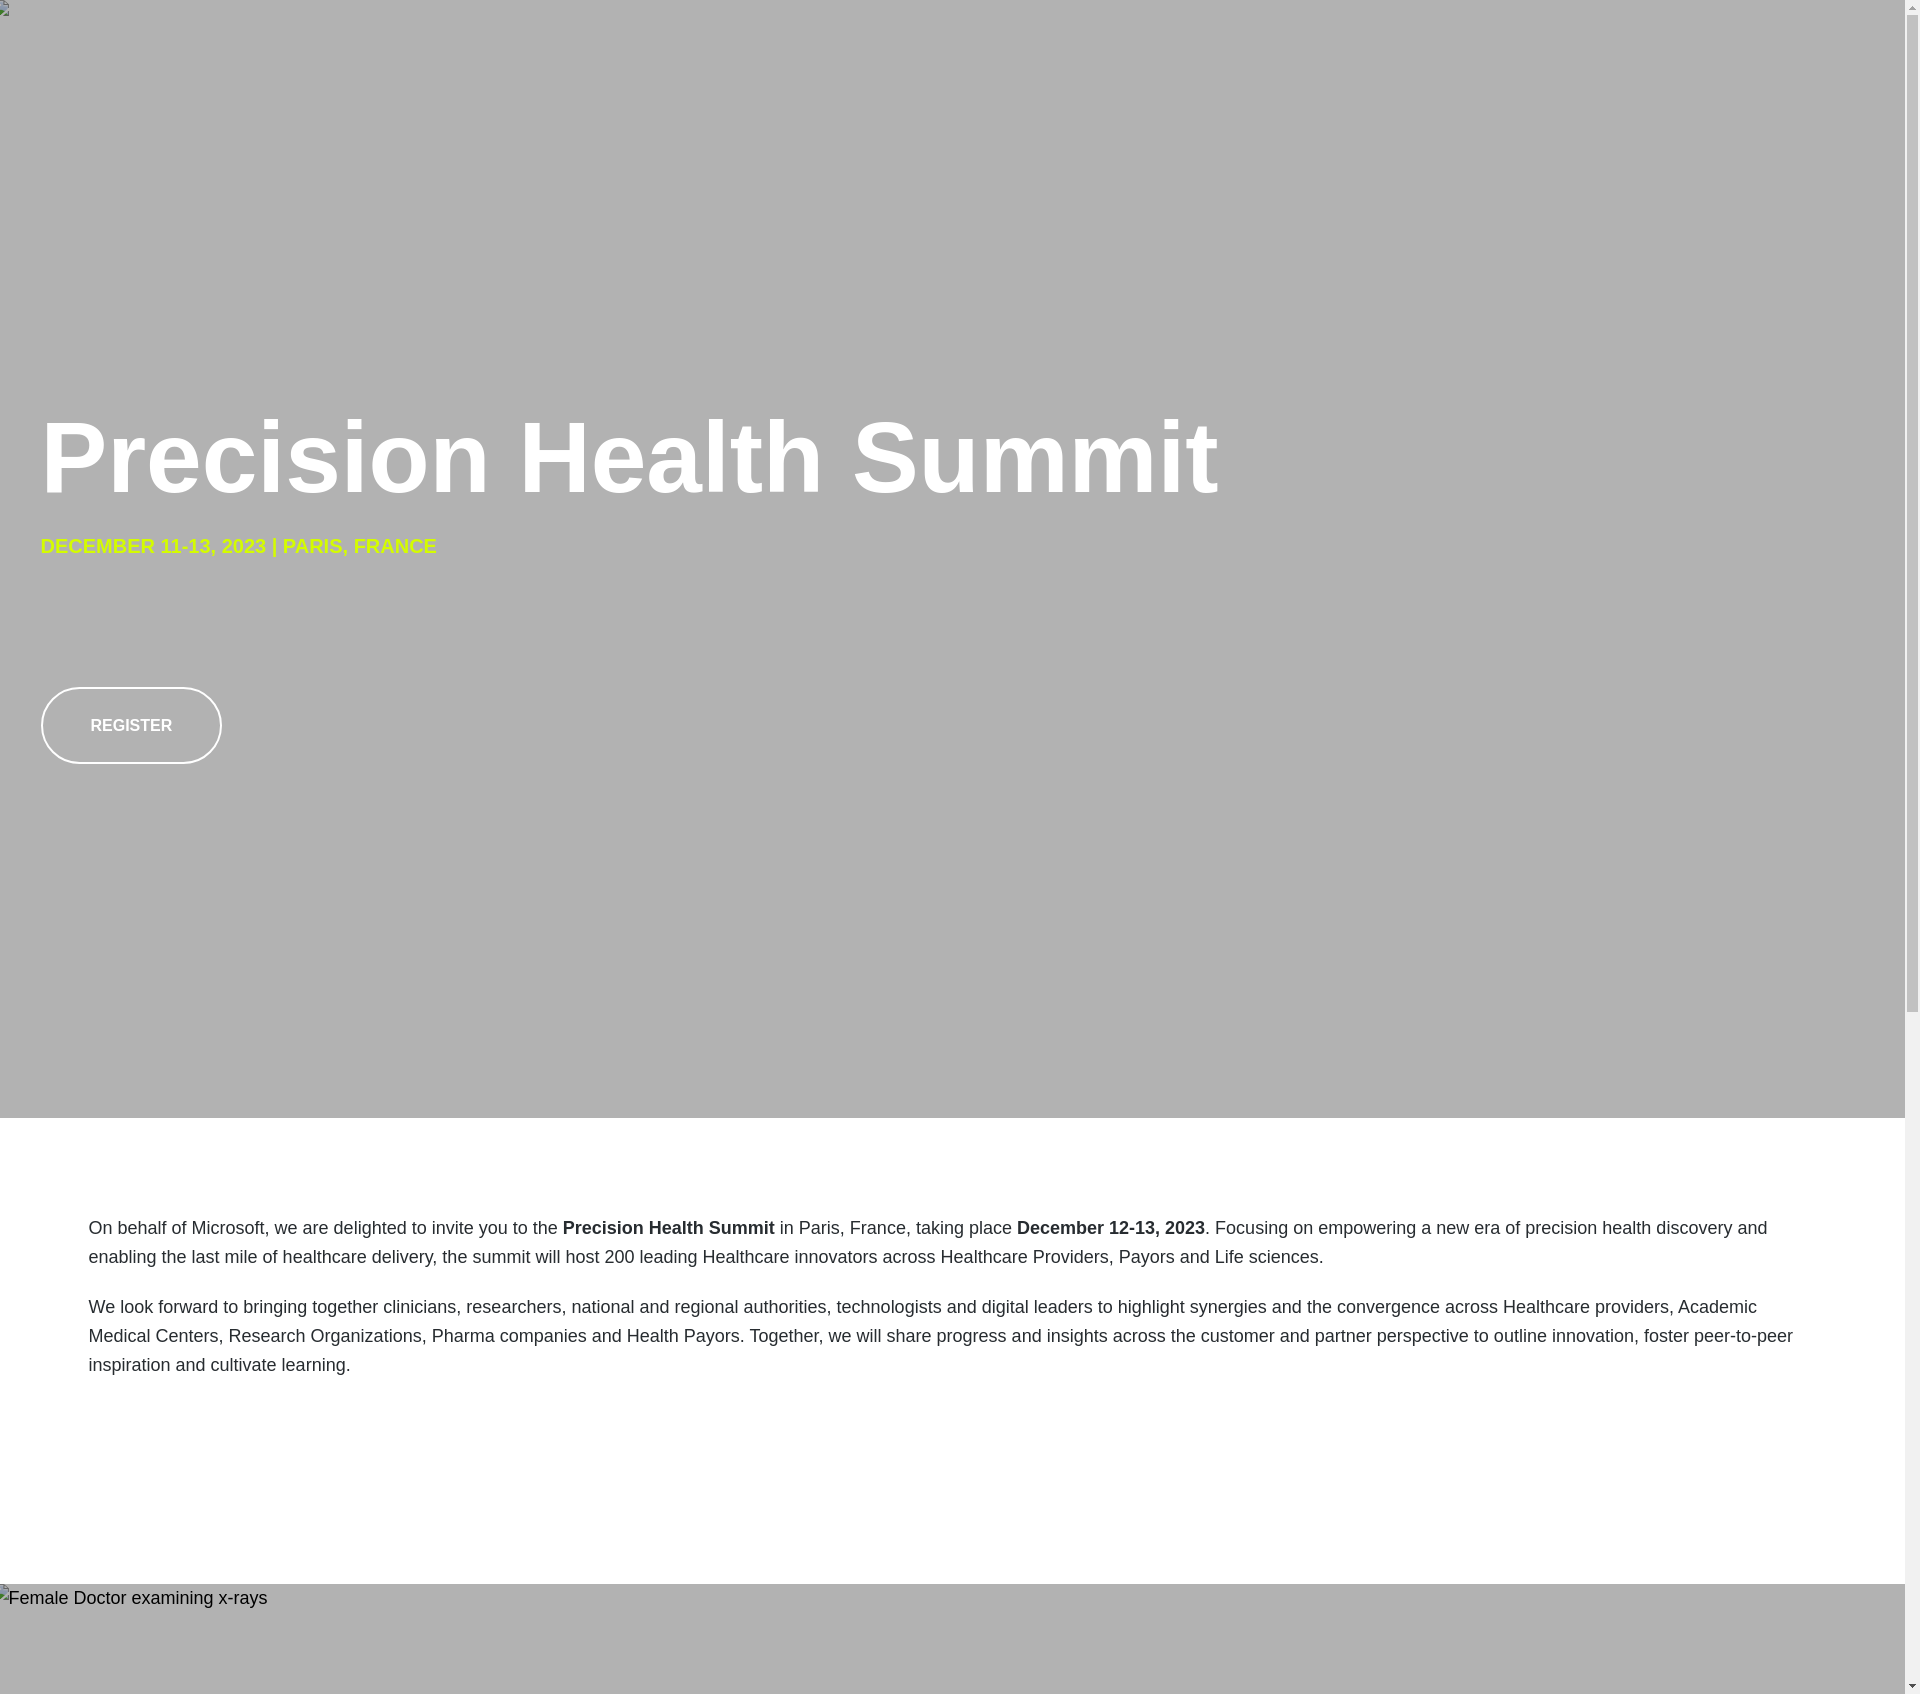 Precision Health Summit
DECEMBER 11-13, 2023 | PARIS, FRANCE
REGISTER
On behalf of Microsoft, we are delighted to invite you to the Precision Health Summit in Paris, France, taking place December 12-13, 2023. Focusing on empowering a new era of precision health discovery and
enabling the last mile of healthcare delivery, the summit will host 200 leading Healthcare innovators across Healthcare Providers, Payors and Life sciences.
We look forward to bringing together clinicians, researchers, national and regional authorities, technologists and digital leaders to highlight synergies and the convergence across Healthcare providers, Academic
Medical Centers, Research Organizations, Pharma companies and Health Payors. Together, we will share progress and insights across the customer and partner perspective to outline innovation, foster peer-to-peer
inspiration and cultivate learning.
Female Doctor examining x-rays